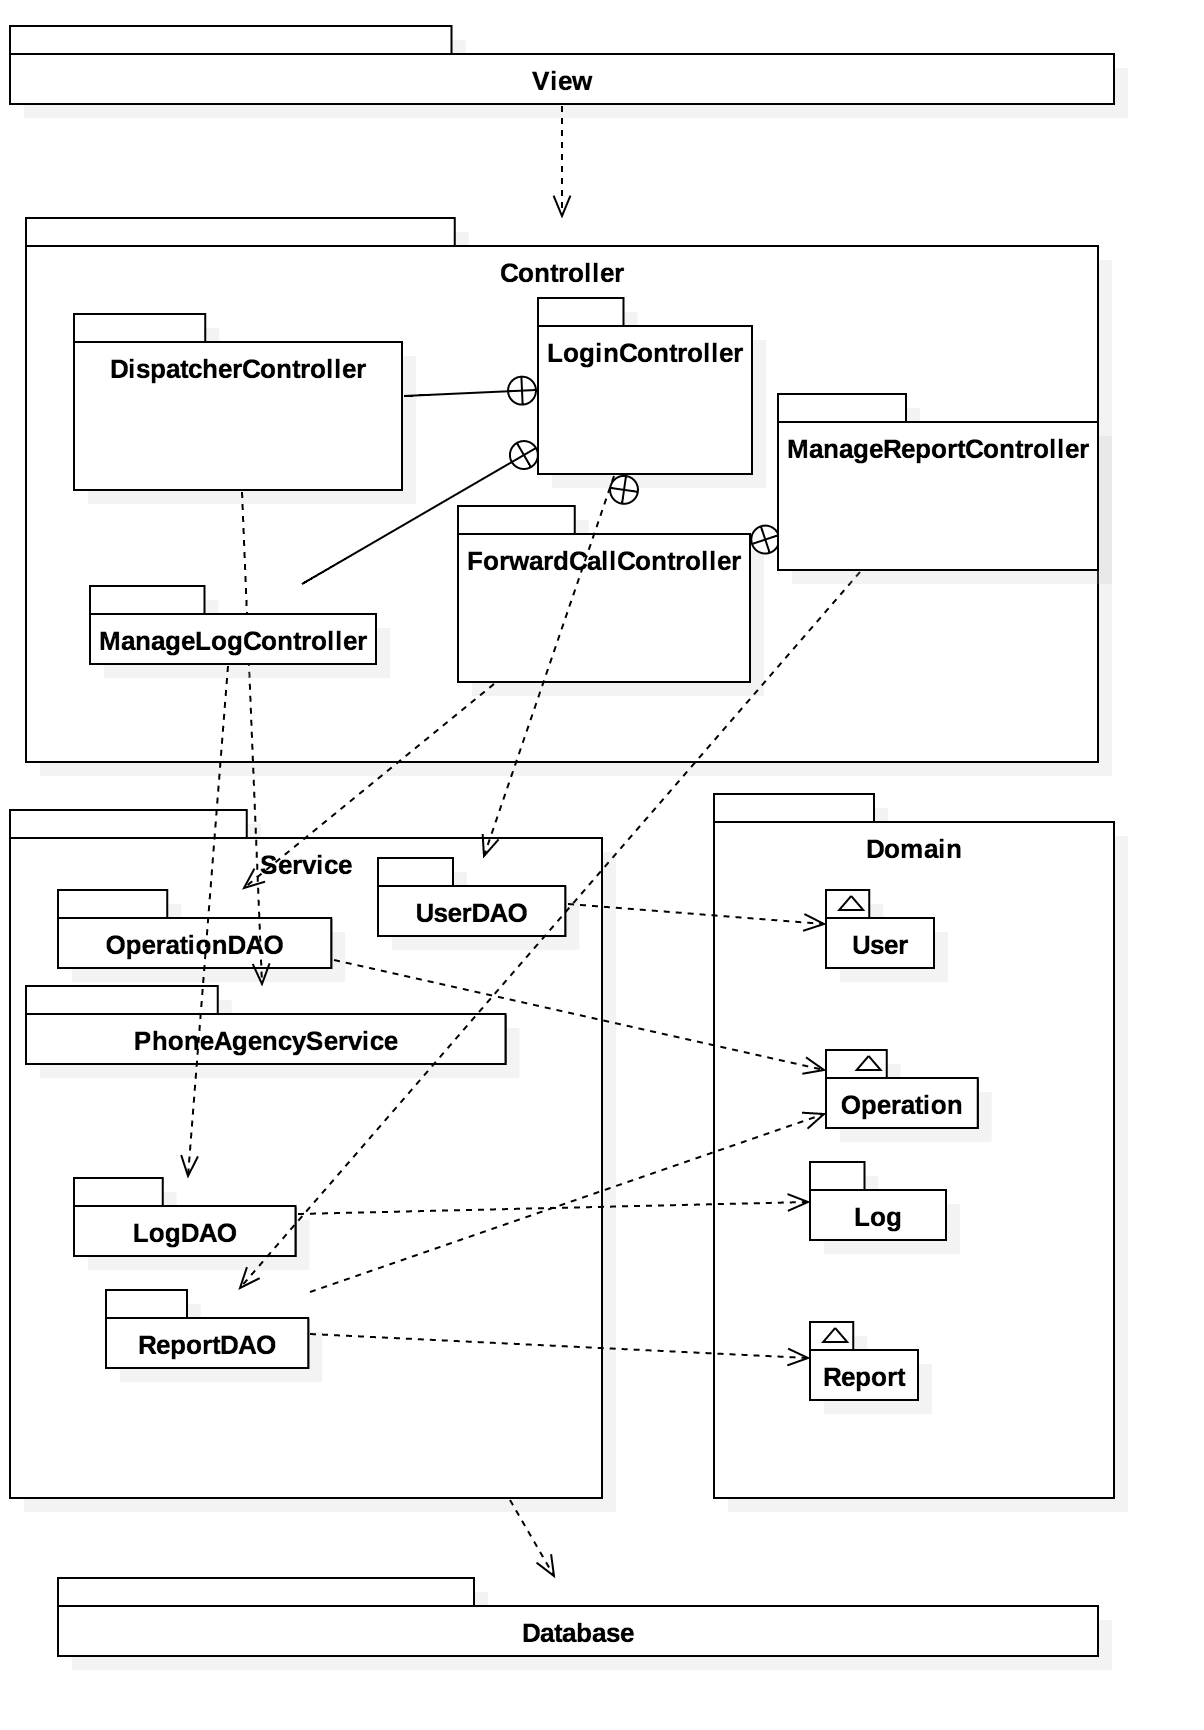 View
Controller
LoginController
DispatcherController
ManageReportController
ForwardCallController
ManageLogController
Service
Domain
UserDAO
OperationDAO
User
PhoneAgencyService
Operation
Log
LogDAO
ReportDAO
Report
Database